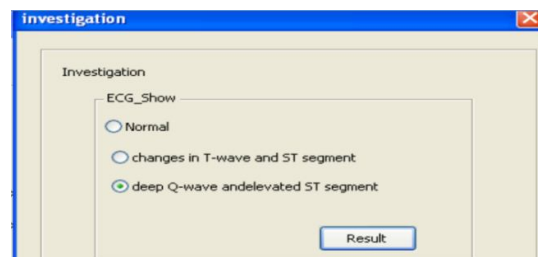 investigation
Investigation
ECG_Show
Normal
changes in T-wave and ST segment
deep Q-wave andelevated ST segment
Result